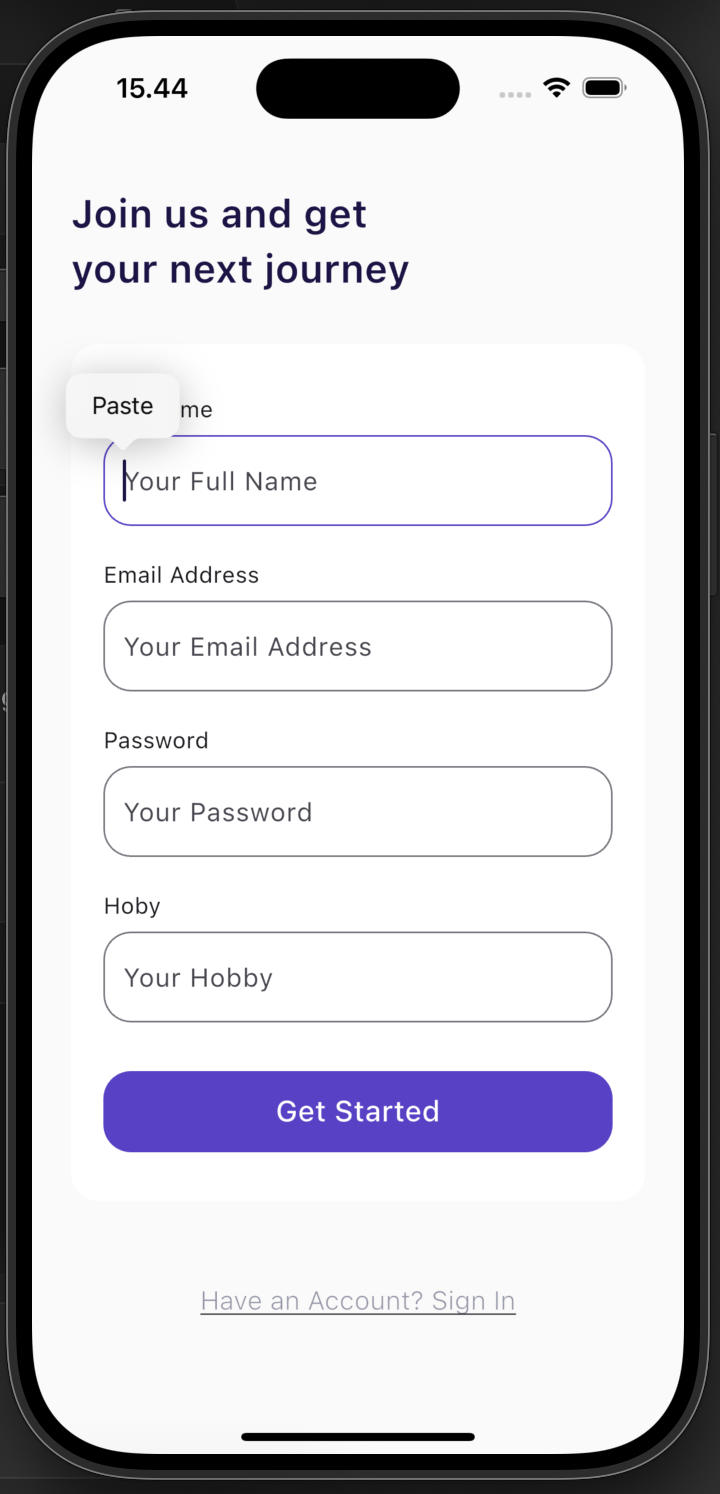 15.44
Join us and get
your next journey
Paste
me
Your Full Name
Email Address
Your Email Address
Password
Your Password
Hoby
Your Hobby
Get Started
Have an Account? Sign In